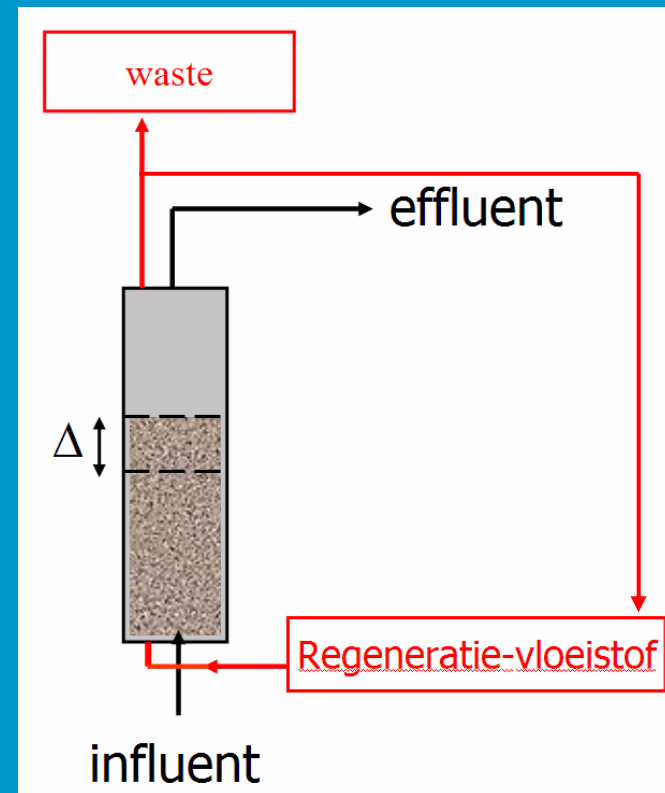 waste
effluent
Δ
Regeneratie-vloeistof
influent